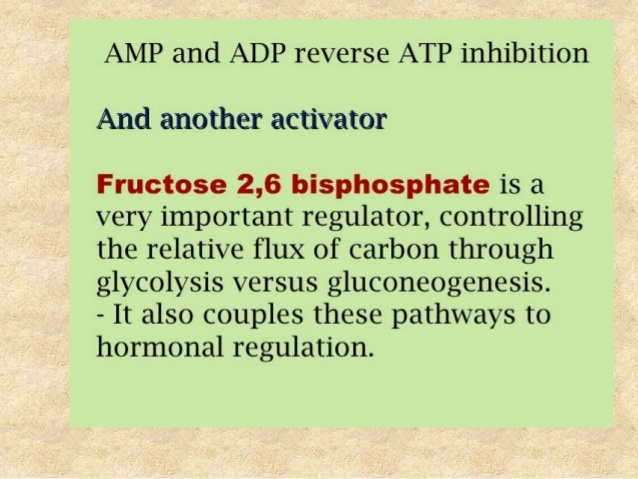 AMP and ADP reverse ATP inhibition
And another activator
Fructose 2,6 bisphosphate is a
very important regulator, controlling
the relative flux of carbon through
glycolysis versus gluconeogenesis.
- It also couples these pathways to
hormonal regulation.